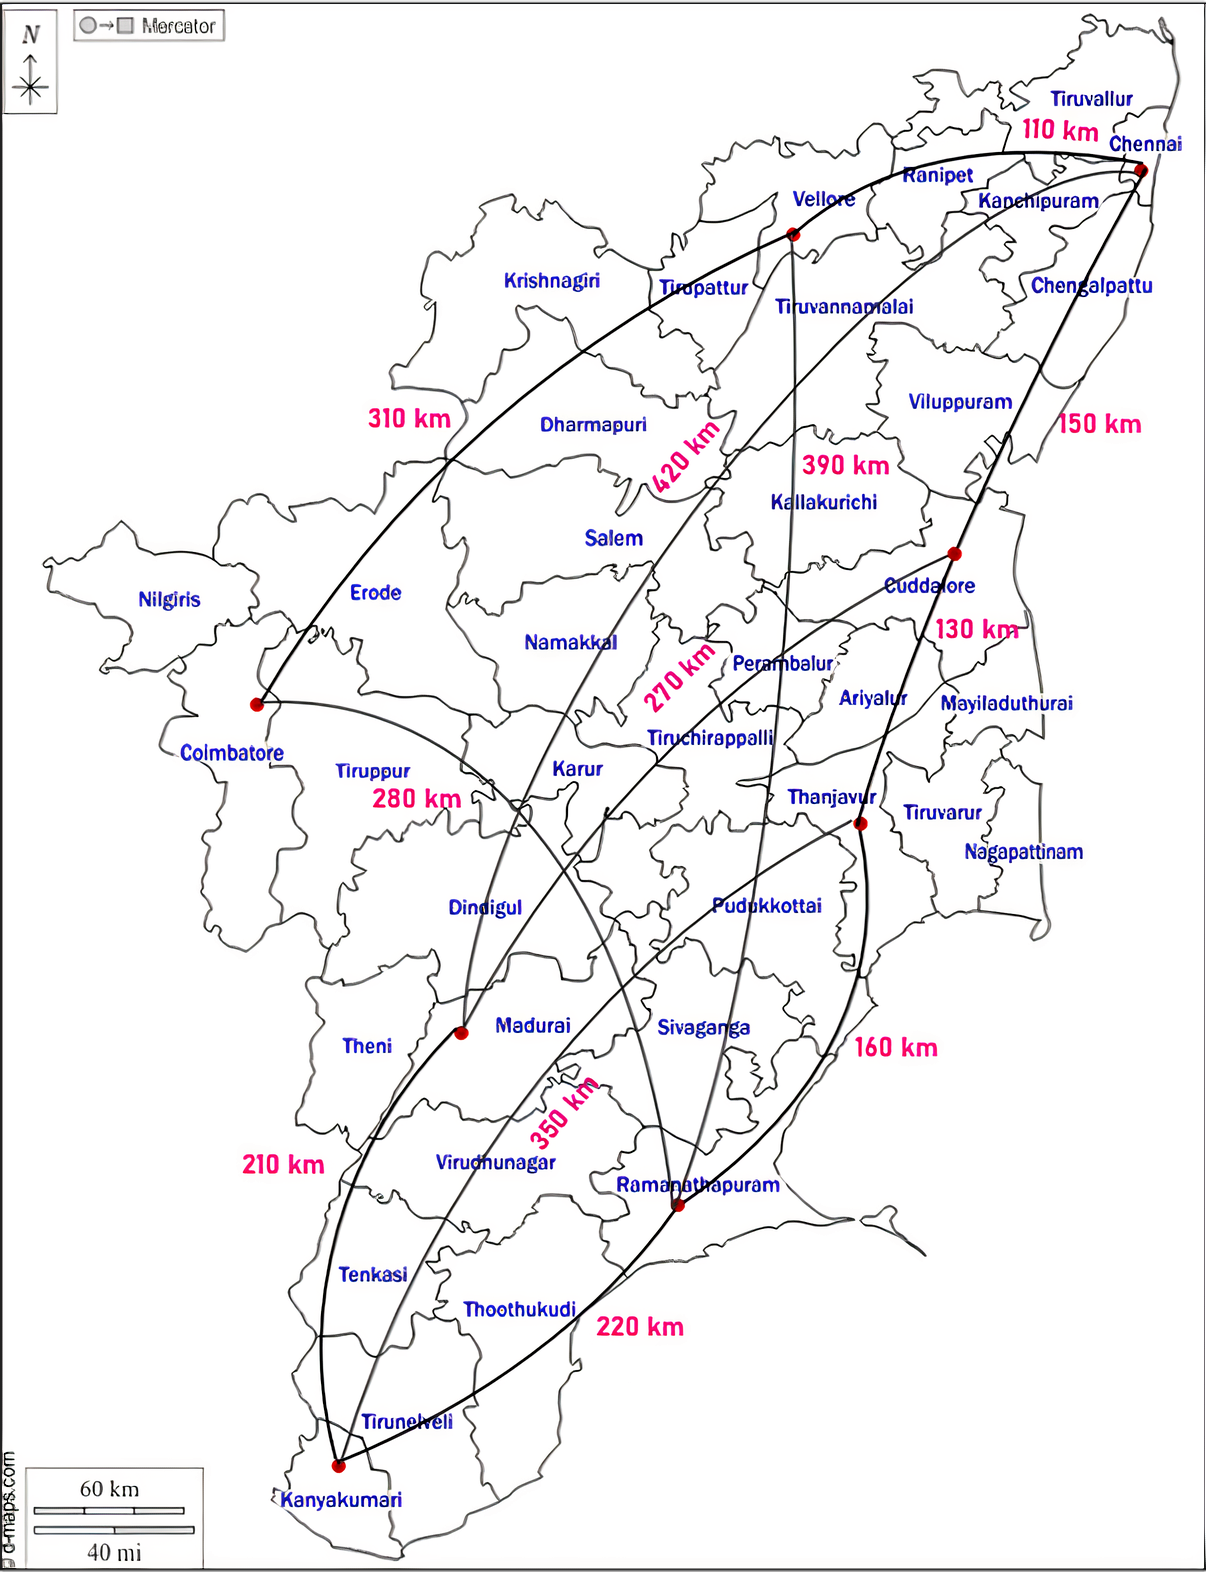 N
Mercator
Tiruvallur
110 km
Chennai
Ranipet
Vellore
Kanchipuram
Krishnagiri
Tirupattur
Chengalpattu
Tiruvannamalai
Viluppuram
310 km
Dharmapuri
150 km
420 km
390 km
Kallakurichi
Salem
Cuddalore
Nilgiris
Erode
130 km
Namakkal
270 km
Perambalur
Ariyalur
Mayiladuthurai
Tiruchirappalli
Coimbatore
Tiruppur
Karur
280 km
Thanjavur
Tiruvarur
Nagapattinam
Dindigul
Pudukkottai
Madurai
Sivaganga
Theni
160 km
350 km
210 km
Virudhunagar
Ramanathapuram
Tenkasi
Thoothukudi
220 km
Tirunelveli
Kanyakumari
60 km
40 mi
d-maps.com